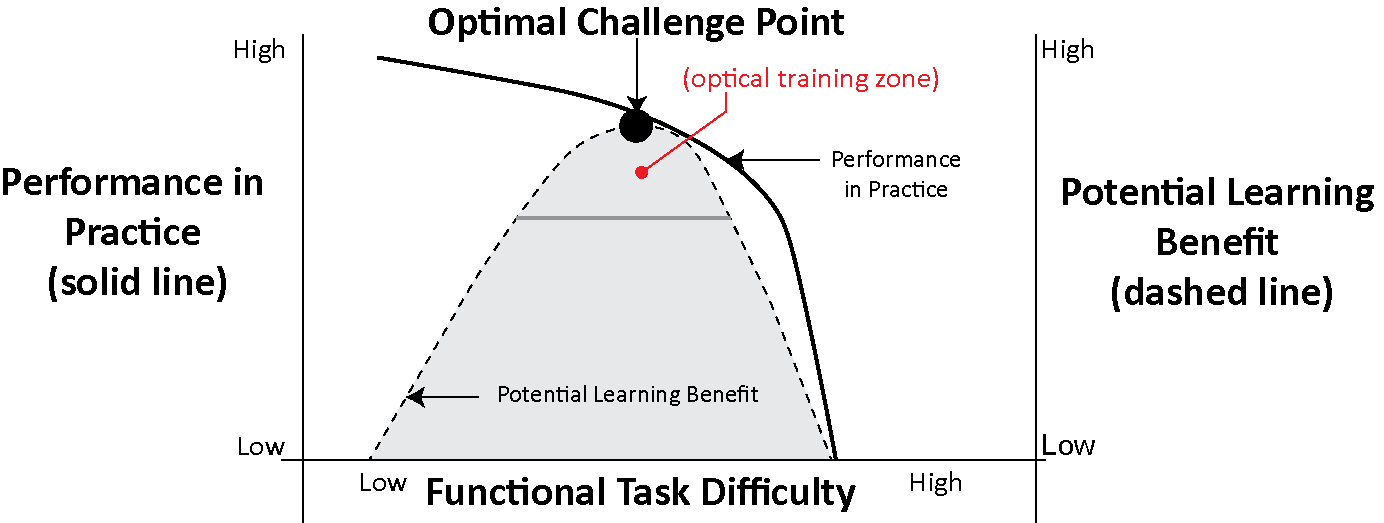 Optimal Challenge Point
High
High
(optical training zone)
Performance in
Practice
(solid line)
Performance
in Practice
Potential Learning
Benefit
(dashed line)
Potential Learning Benefit
Low
Low
Low
Functional Task Difficulty
High